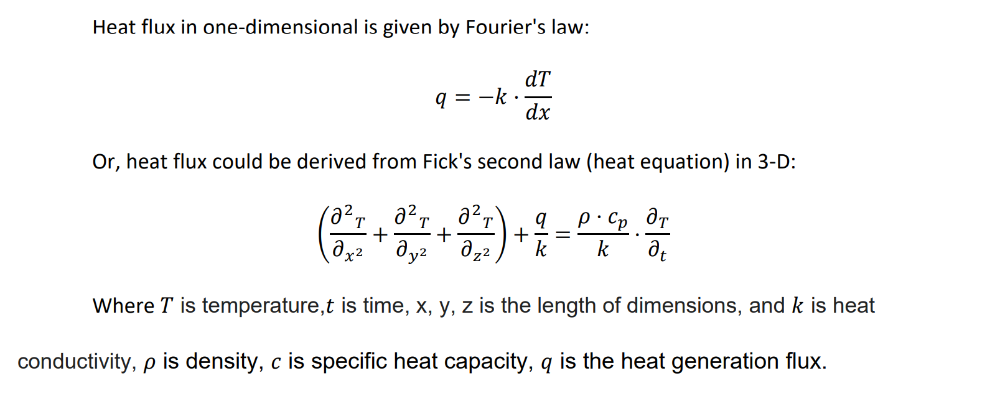 Heat flux in one-dimensional is given by Fourier's law:
q = −k · dT/dx
Or, heat flux could be derived from Fick's second law (heat equation) in 3-D:
(∂²T/∂x² + ∂²T/∂y² + ∂²T/∂z²) + q/k = ρ · cₚ/k · ∂T/∂t
Where T is temperature,t is time, x, y, z is the length of dimensions, and k is heat
conductivity, ρ is density, c is specific heat capacity, q is the heat generation flux.